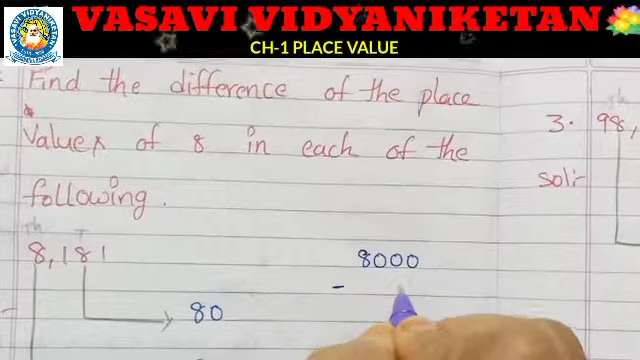 VASAVI VIDYANIKETAN
CH-1 PLACE VALUE
Find the difference of the place
Values of 8 in each of the
following.
Th T
8,181
80
8000
-
3. 98,
Sol:-